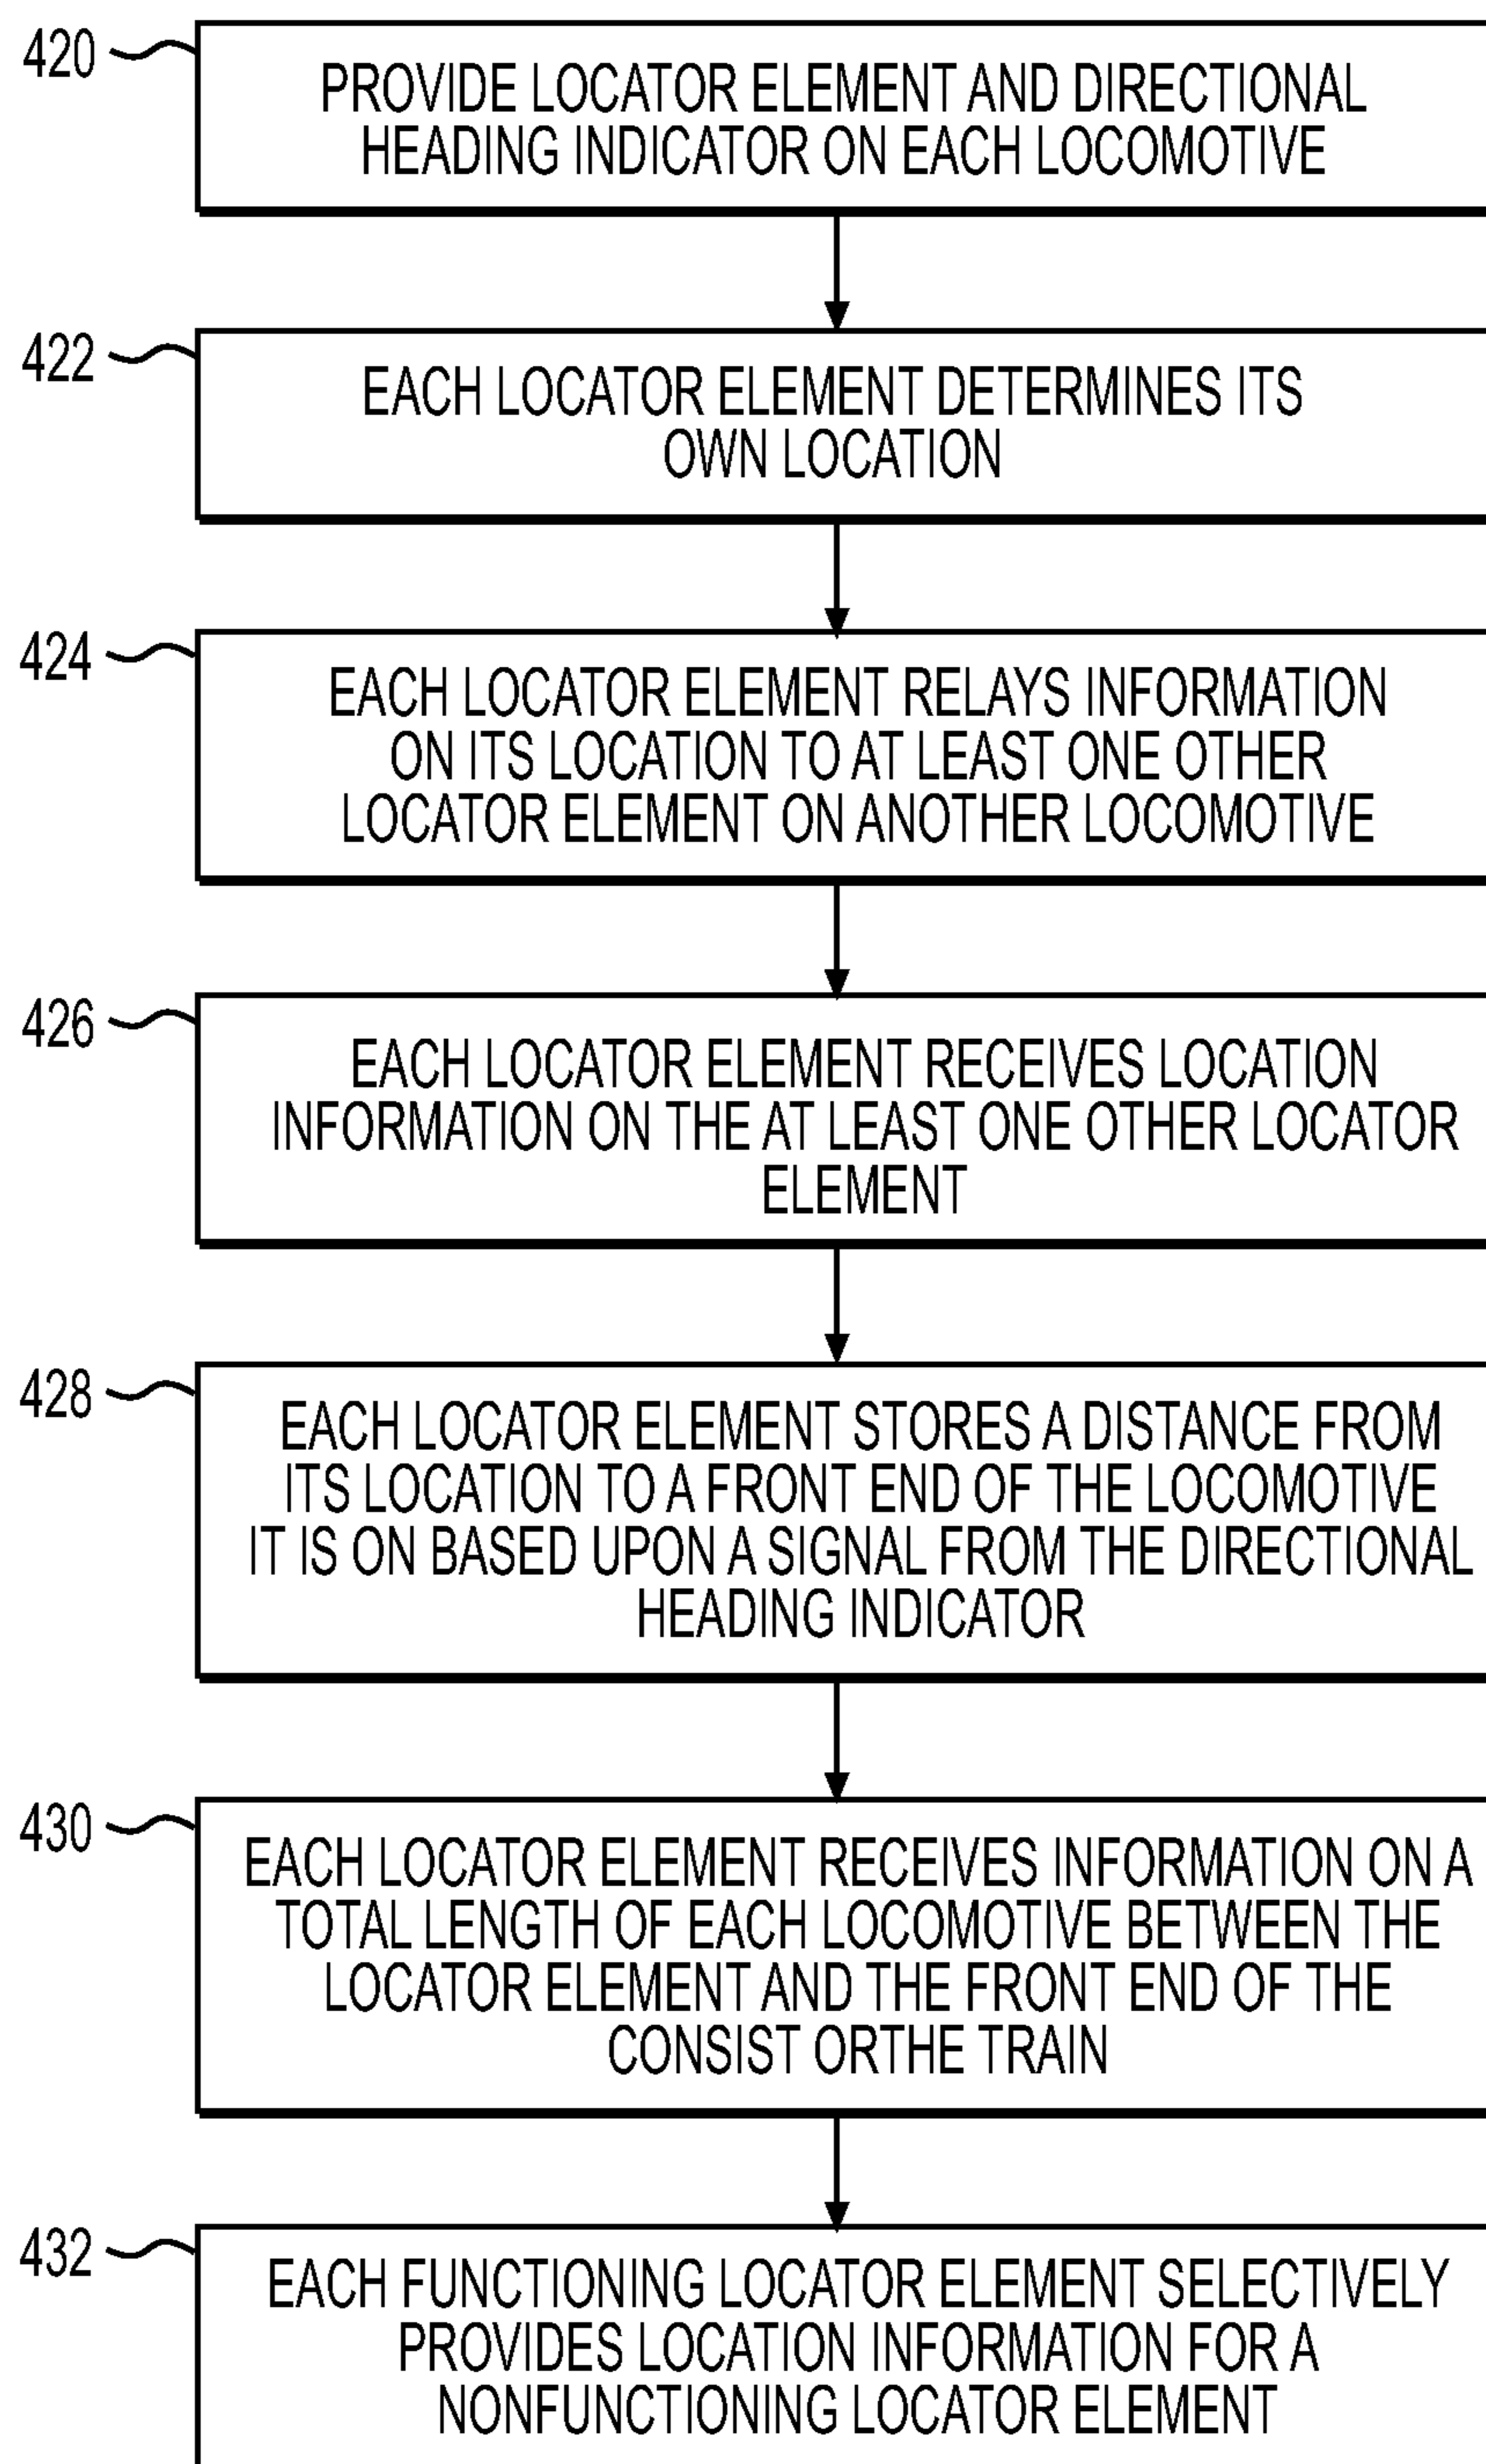 420
PROVIDE LOCATOR ELEMENT AND DIRECTIONAL
HEADING INDICATOR ON EACH LOCOMOTIVE
422
EACH LOCATOR ELEMENT DETERMINES ITS
OWN LOCATION
424
EACH LOCATOR ELEMENT RELAYS INFORMATION
ON ITS LOCATION TO AT LEAST ONE OTHER
LOCATOR ELEMENT ON ANOTHER LOCOMOTIVE
426
EACH LOCATOR ELEMENT RECEIVES LOCATION
INFORMATION ON THE AT LEAST ONE OTHER LOCATOR
ELEMENT
428
EACH LOCATOR ELEMENT STORES A DISTANCE FROM
ITS LOCATION TO A FRONT END OF THE LOCOMOTIVE
IT IS ON BASED UPON A SIGNAL FROM THE DIRECTIONAL
HEADING INDICATOR
430
EACH LOCATOR ELEMENT RECEIVES INFORMATION ON A
TOTAL LENGTH OF EACH LOCOMOTIVE BETWEEN THE
LOCATOR ELEMENT AND THE FRONT END OF THE
CONSIST ORTHE TRAIN
432
EACH FUNCTIONING LOCATOR ELEMENT SELECTIVELY
PROVIDES LOCATION INFORMATION FOR A
NONFUNCTIONING LOCATOR ELEMENT